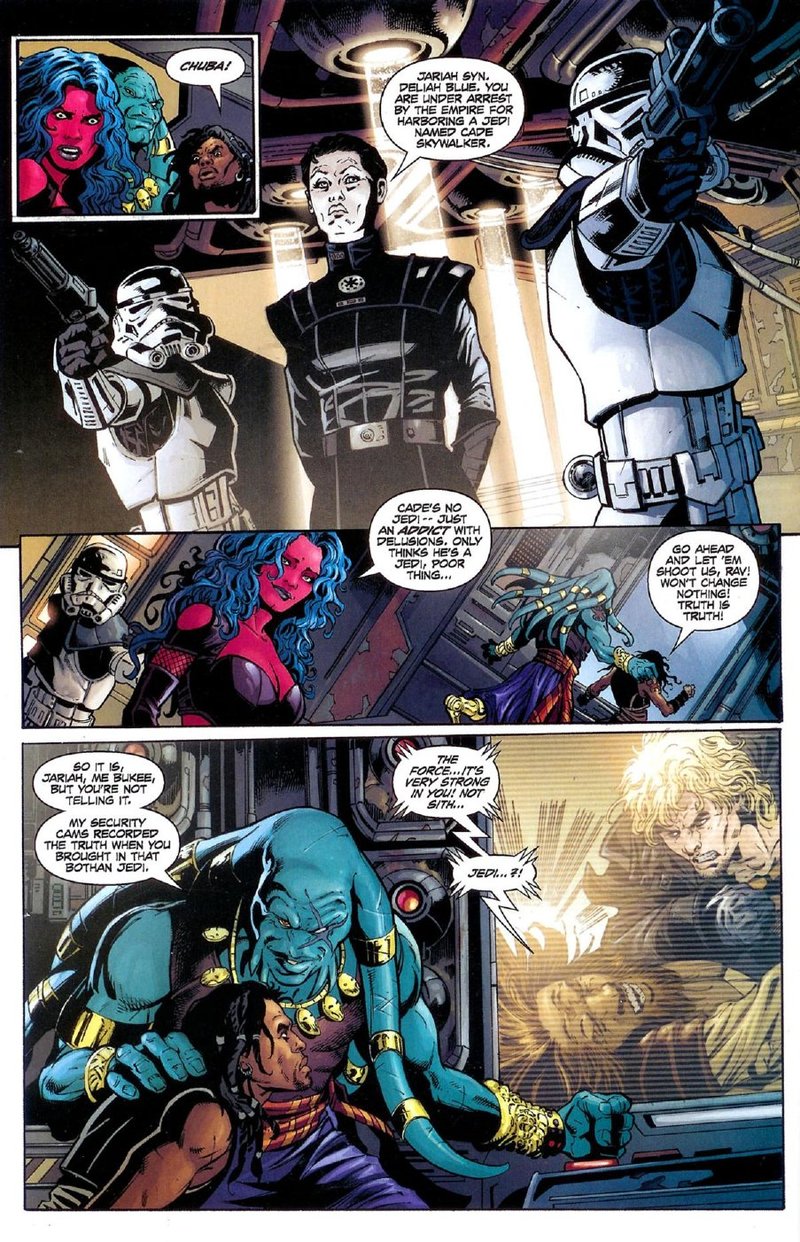 CHUBA!
JARIAH SYN.
DELIAH BLUE. YOU
ARE UNDER ARREST
BY THE EMPIRE FOR
HARBORING A JEDI
NAMED CADE
SKYWALKER.
CADE'S NO
JEDI-- JUST
AN ADDICT WITH
DELUSIONS. ONLY
THINKS HE'S A
JEDI, POOR
THING...
GO AHEAD
AND LET 'EM
SHOOT US, RAV!
WON'T CHANGE
NOTHING!
TRUTH IS
TRUTH!
SO IT IS,
JARIAH, ME BUKEE,
BUT YOU'RE NOT
TELLING IT.
MY SECURITY
CAMS RECORDED
THE TRUTH WHEN YOU
BROUGHT IN THAT
BOTHAN JEDI.
THE
FORCE...IT'S
VERY STRONG
IN YOU! NOT
SITH...
JEDI...?!